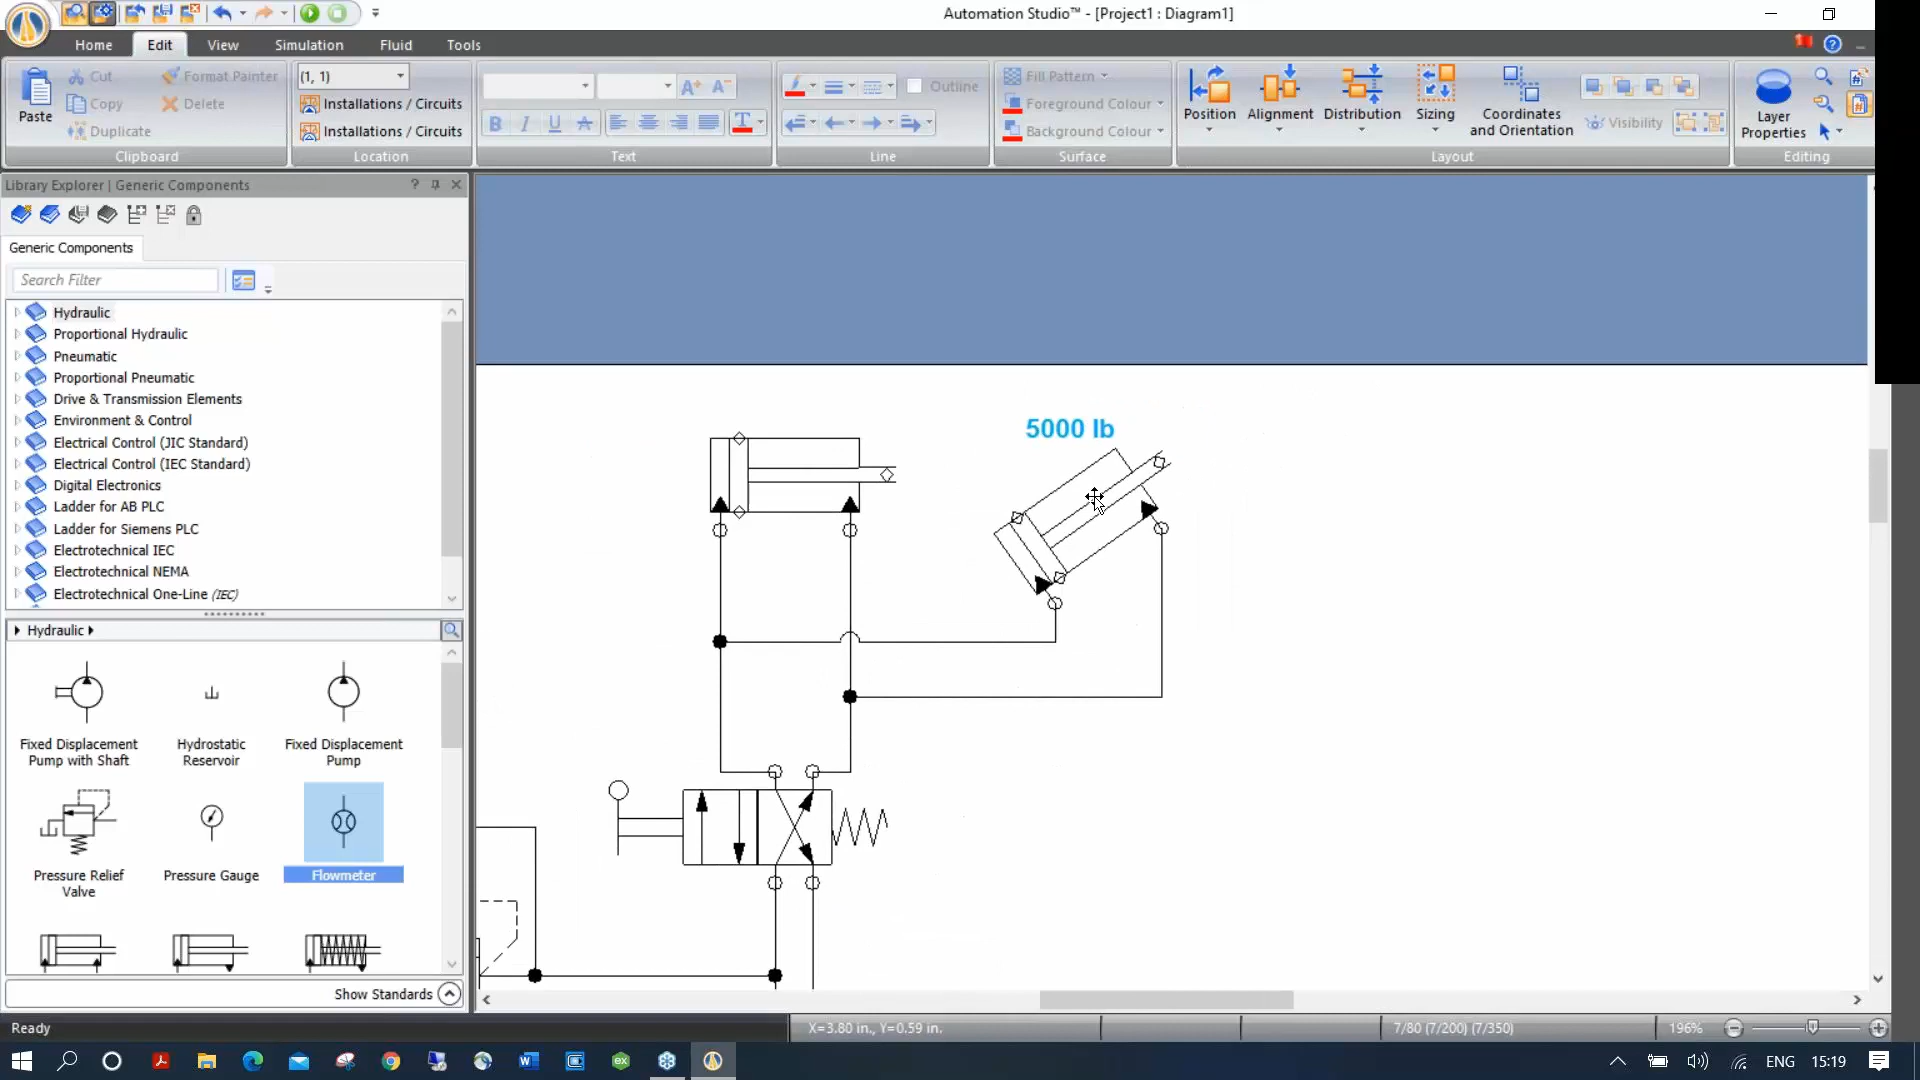 Automation Studio™ - [Project1 : Diagram1]
Home Edit View Simulation Fluid Tools
Paste
Cut
Copy
Duplicate
Format Painter
Delete
Clipboard
(1, 1)
Installations / Circuits
Installations / Circuits
Location
A+ A-
B I U A
T
Text
Outline
Line
Fill Pattern
Foreground Colour
Background Colour
Surface
Position
Alignment
Distribution
Sizing
Coordinates
and Orientation
Visibility
Layout
Layer
Properties
Editing
Library Explorer | Generic Components
Generic Components
Search Filter
Hydraulic
Proportional Hydraulic
Pneumatic
Proportional Pneumatic
Drive & Transmission Elements
Environment & Control
Electrical Control (JIC Standard)
Electrical Control (IEC Standard)
Digital Electronics
Ladder for AB PLC
Ladder for Siemens PLC
Electrotechnical IEC
Electrotechnical NEMA
Electrotechnical One-Line (IEC)
Hydraulic
Fixed Displacement
Pump with Shaft
Hydrostatic
Reservoir
Fixed Displacement
Pump
Pressure Relief
Valve
Pressure Gauge
Flowmeter
Show Standards
5000 lb
Ready
X=3.80 in., Y=0.59 in.
7/80 (7/200) (7/350)
196%
ENG
15:19